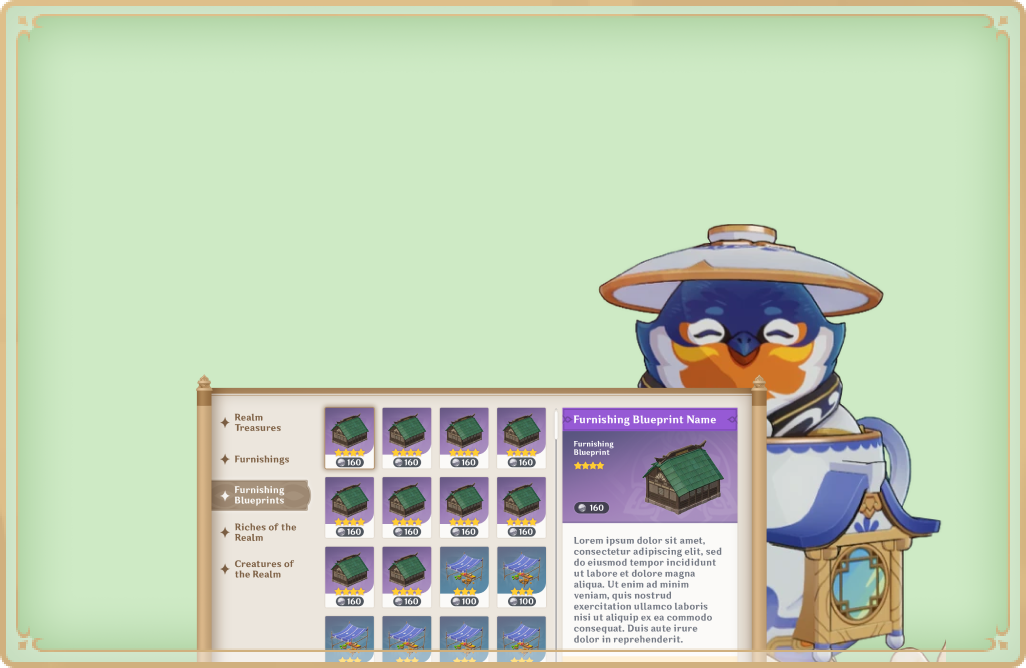 Realm
Treasures
Furnishings
Furnishing
Blueprints
Riches of the
Realm
Creatures of
the Realm
160
160
160
160
160
160
160
160
160
160
100
100
Furnishing Blueprint Name
Furnishing
Blueprint
160
Lorem ipsum dolor sit amet,
consectetur adipiscing elit, sed
do eiusmod tempor incididunt
ut labore et dolore magna
aliqua. Ut enim ad minim
veniam, quis nostrud
exercitation ullamco laboris
nisi ut aliquip ex ea commodo
consequat. Duis aute irure
dolor in reprehenderit.